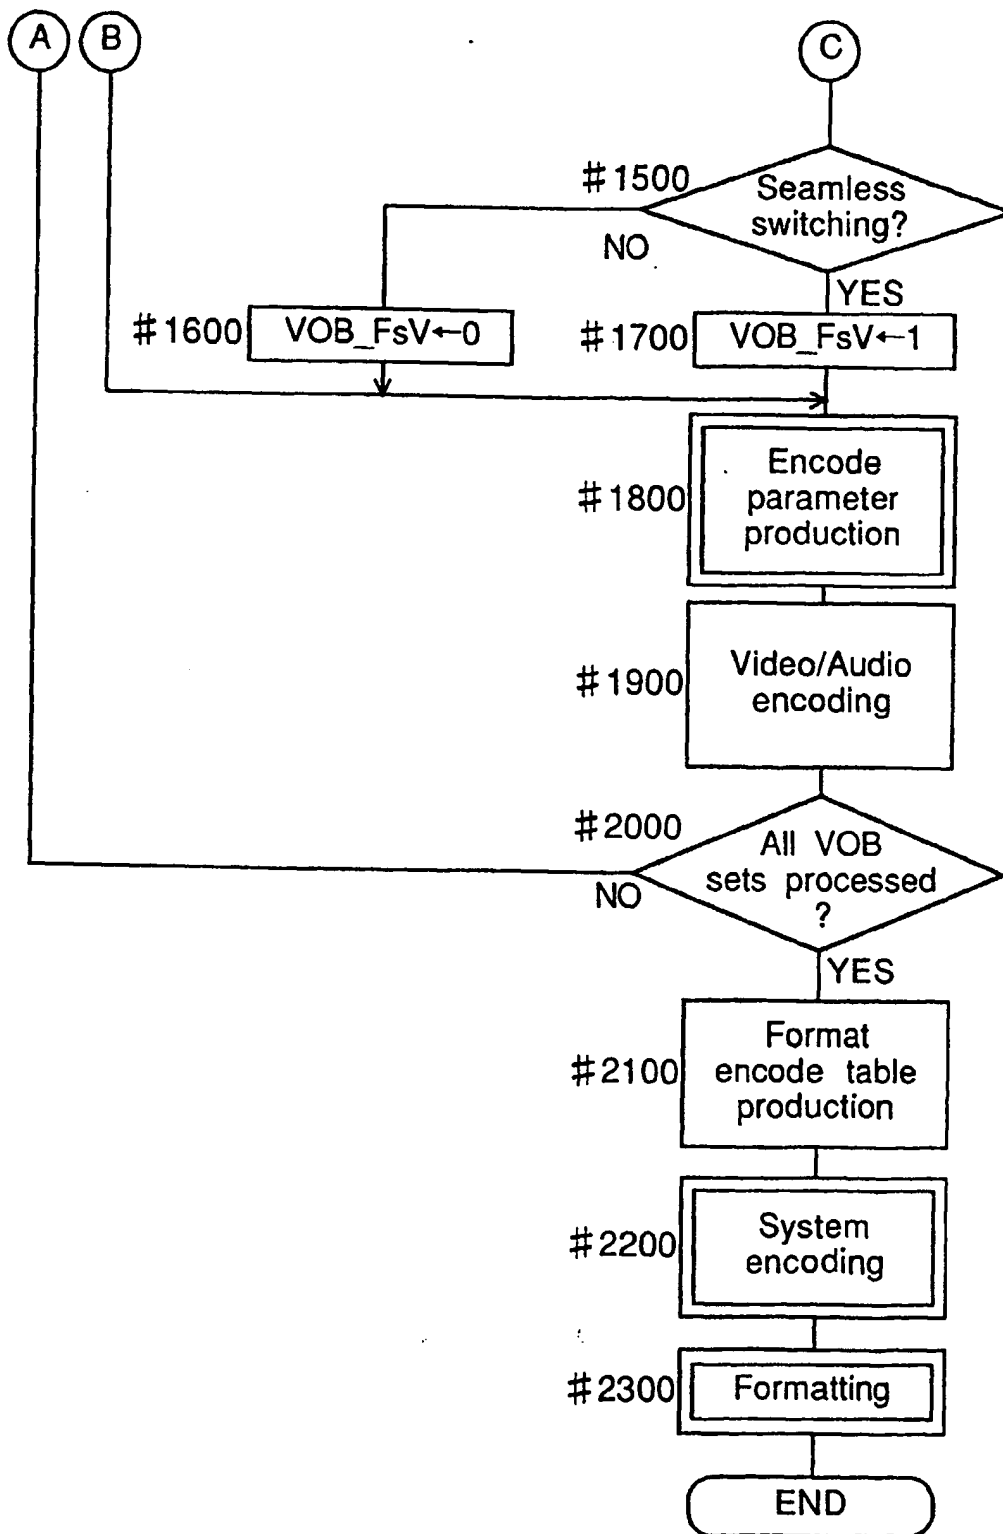 A B C
#1500 Seamless
switching?
NO
YES
#1600 VOB_FsV←0
#1700 VOB_FsV←1
#1800
Encode
parameter
production
#1900
Video/Audio
encoding
#2000
All VOB
sets processed
?
NO
YES
#2100
Format
encode table
production
#2200
System
encoding
#2300 Formatting
END